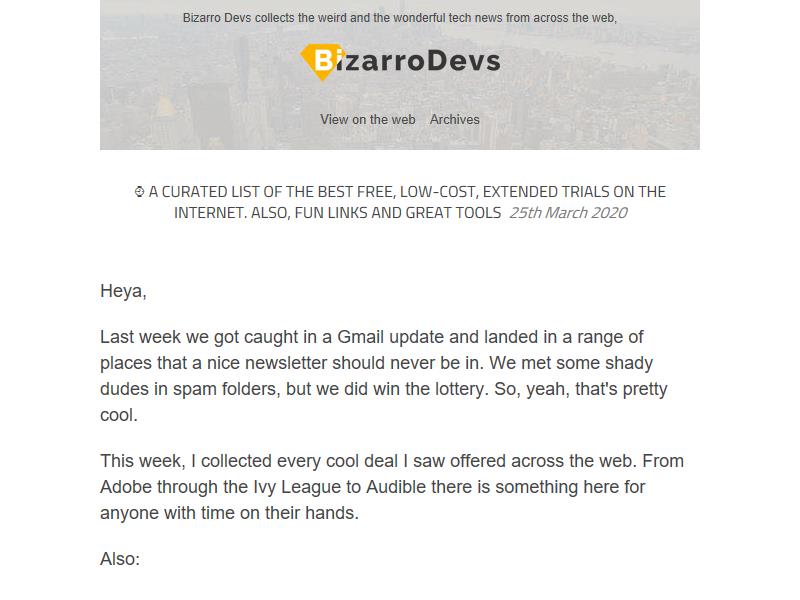 Bizarro Devs collects the weird and the wonderful tech news from across the web,
BizarroDevs
View on the web Archives
⌚ A CURATED LIST OF THE BEST FREE, LOW-COST, EXTENDED TRIALS ON THE
INTERNET. ALSO, FUN LINKS AND GREAT TOOLS 25th March 2020
Heya,
Last week we got caught in a Gmail update and landed in a range of
places that a nice newsletter should never be in. We met some shady
dudes in spam folders, but we did win the lottery. So, yeah, that's pretty
cool.
This week, I collected every cool deal I saw offered across the web. From
Adobe through the Ivy League to Audible there is something here for
anyone with time on their hands.
Also: